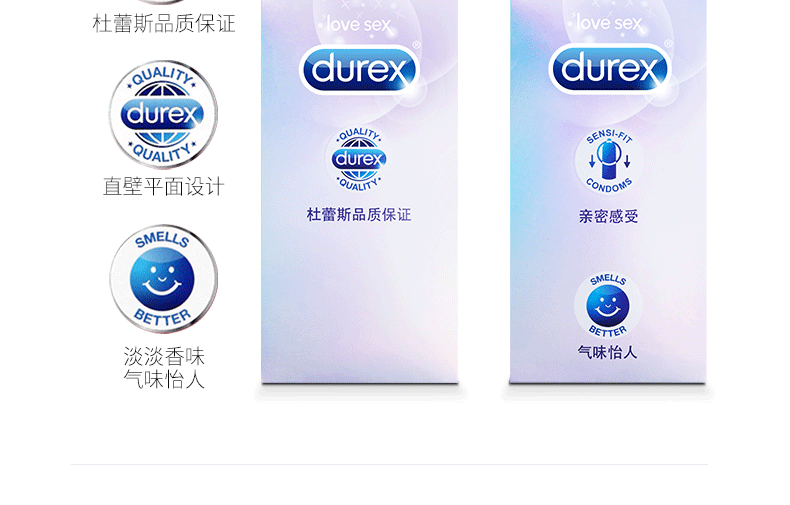 杜蕾斯品质保证
QUALITY
durex
QUALITY
直壁平面设计
SMELLS
BETTER
淡淡香味
气味怡人
love sex
durex®
QUALITY
durex
QUALITY
杜蕾斯品质保证
love sex
durex®
SENSI-FIT
CONDOMS
亲密感受
SMELLS
BETTER
气味怡人